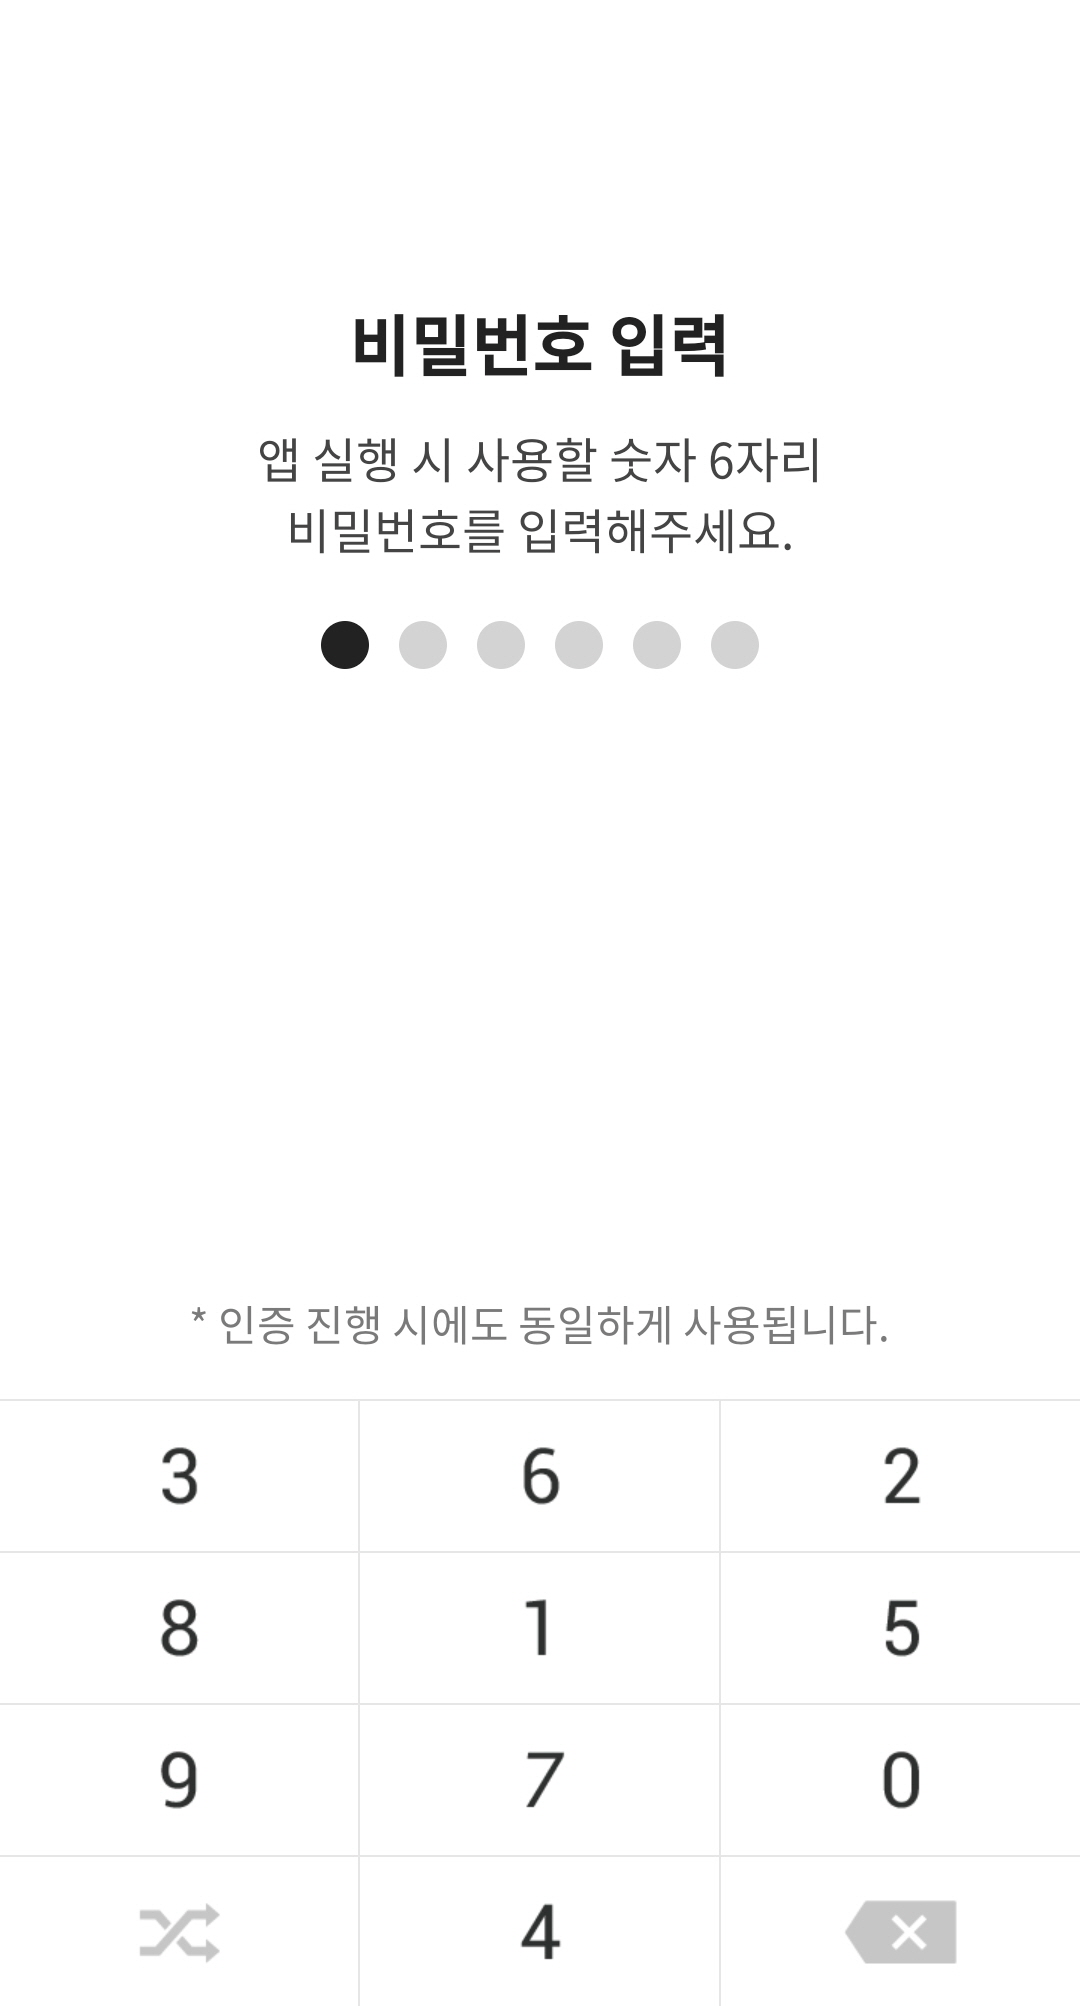 비밀번호 입력
앱 실행 시 사용할 숫자 6자리
비밀번호를 입력해주세요.
* 인증 진행 시에도 동일하게 사용됩니다.
3 6 2
8 1 5
9 7 0
4